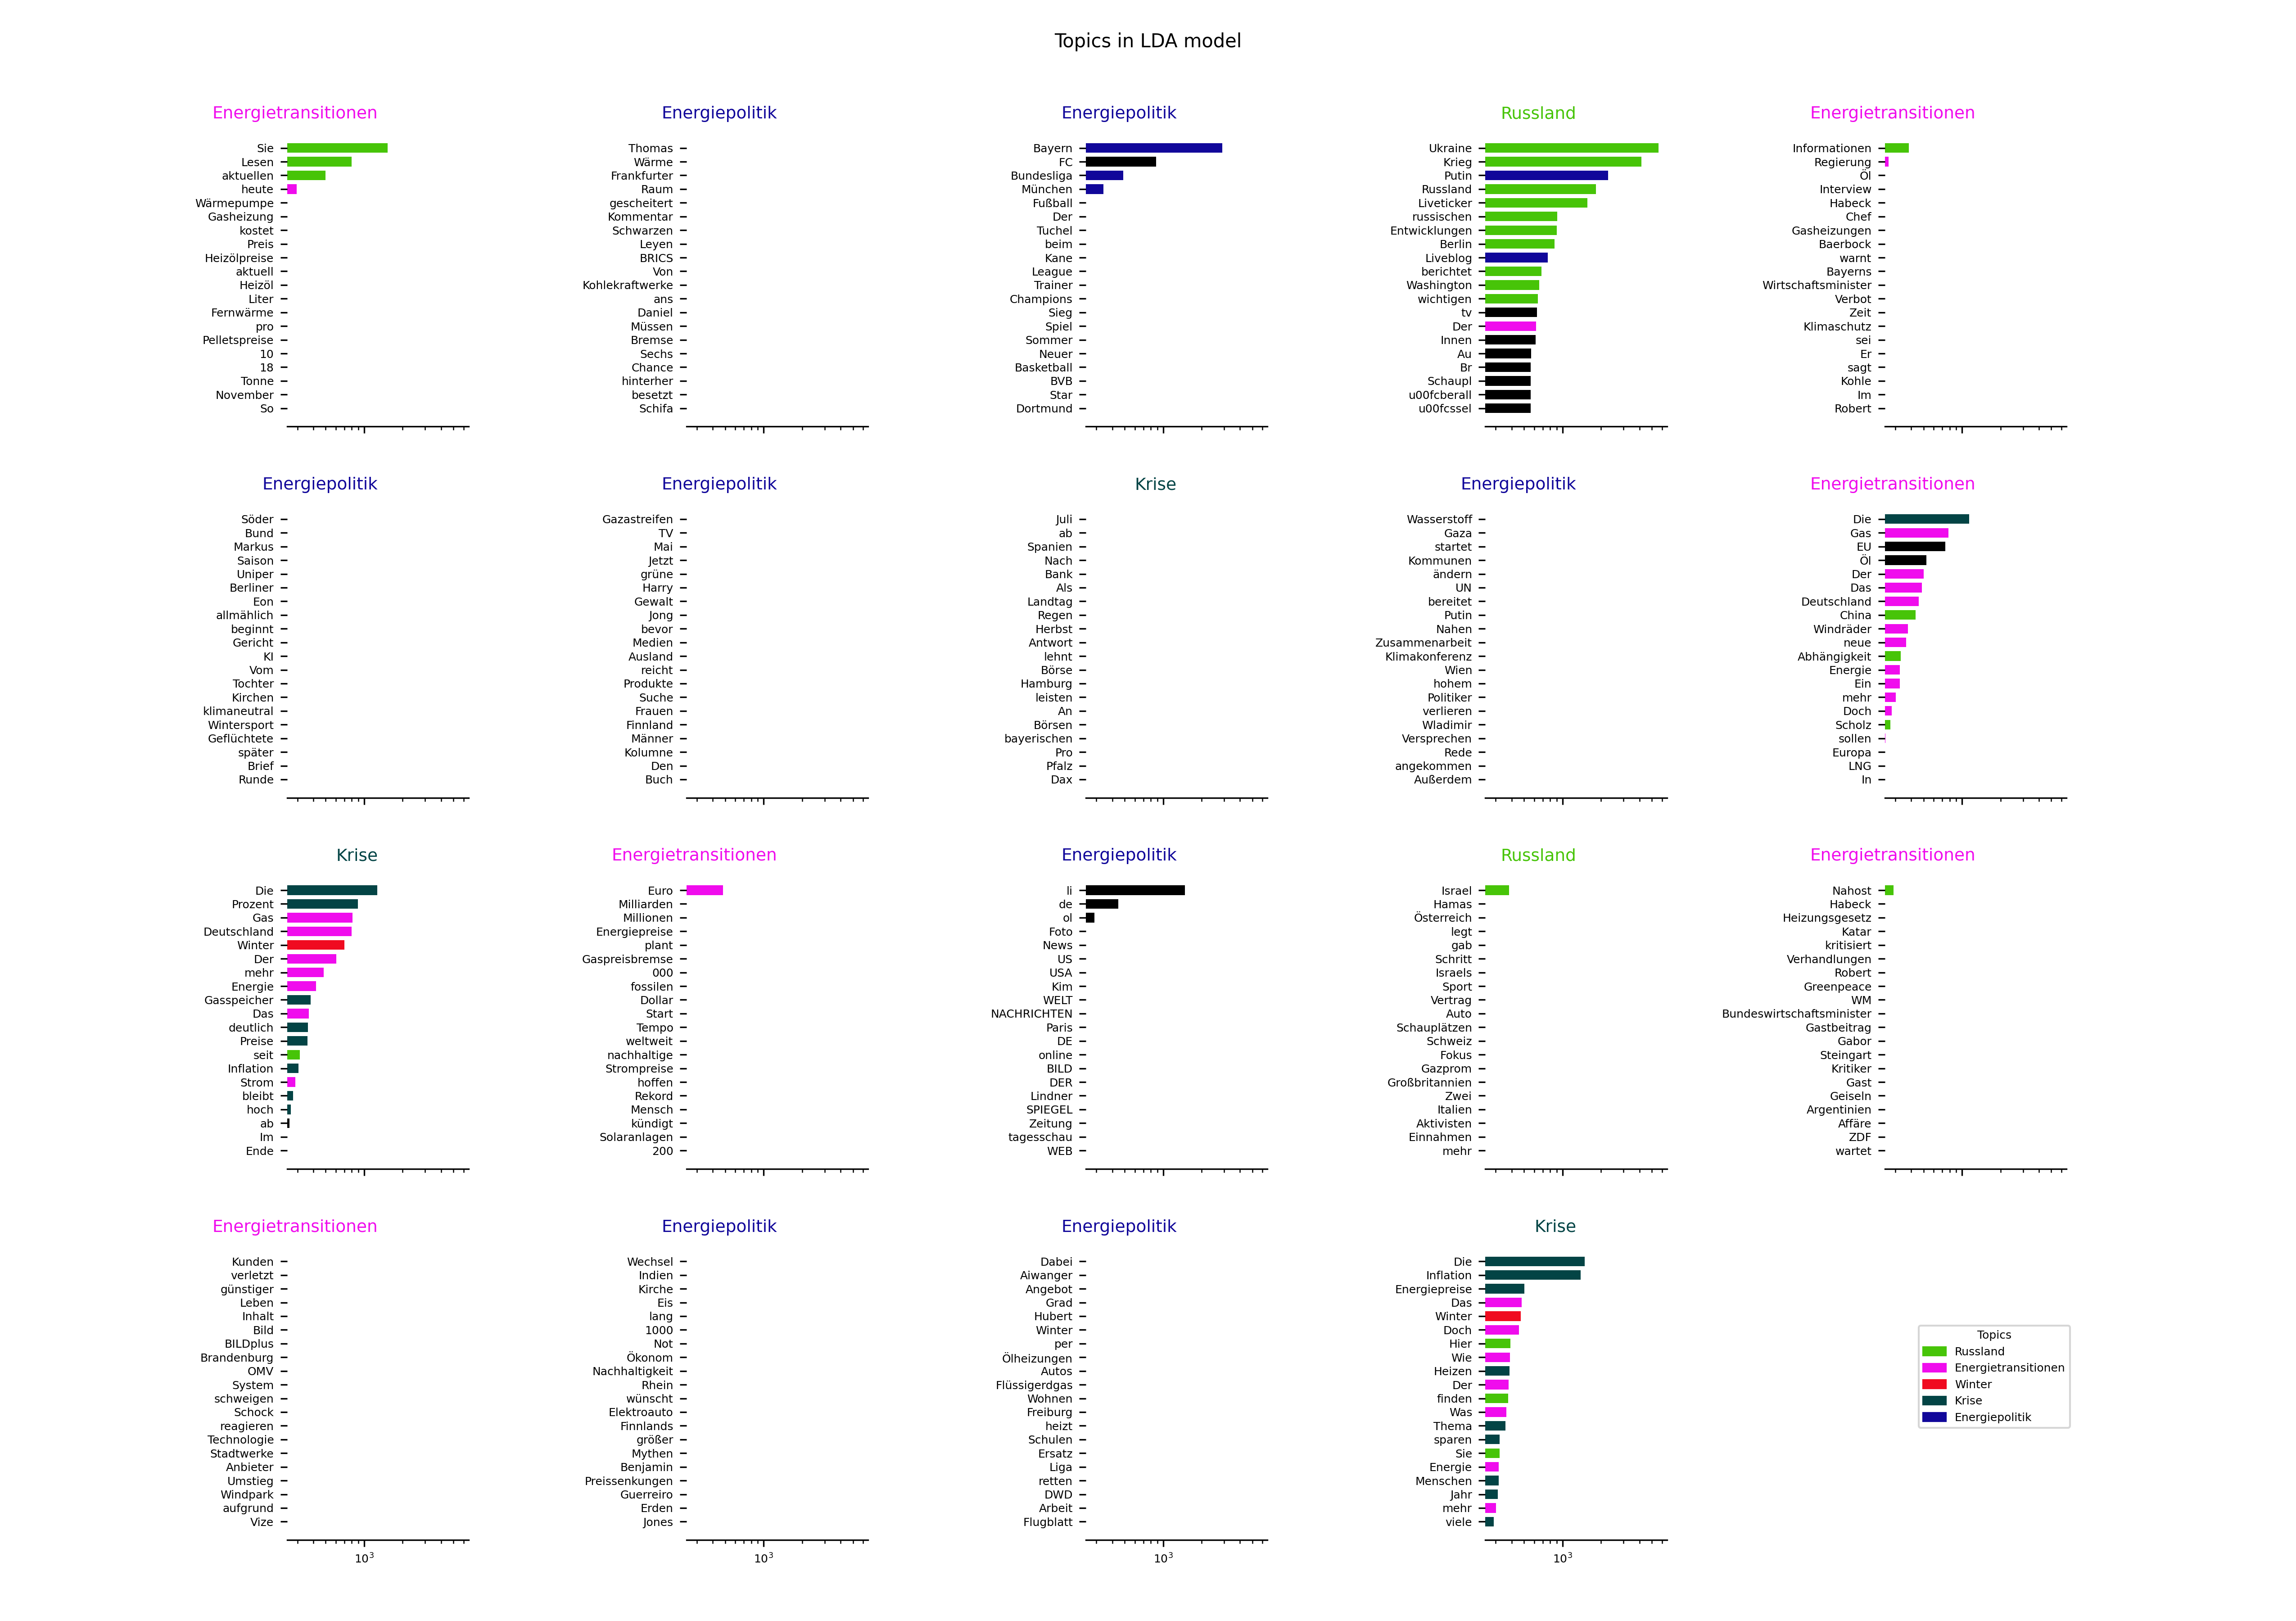 Topics in LDA model
Energietransitionen
Sie
Lesen
aktuellen
heute
Wärmepumpe
Gasheizung
kostet
Preis
Heizölpreise
aktuell
Heizöl
Liter
Fernwärme
pro
Pelletspreise
10
18
Tonne
November
So
Energiepolitik
Thomas
Wärme
Frankfurter
Raum
gescheitert
Kommentar
Schwarzen
Leyen
BRICS
Von
Kohlekraftwerke
ans
Daniel
Müssen
Bremse
Sechs
Chance
hinterher
besetzt
Schifa
Energiepolitik
Bayern
FC
Bundesliga
München
Fußball
Der
Tuchel
beim
Kane
League
Trainer
Champions
Sieg
Spiel
Sommer
Neuer
Basketball
BVB
Star
Dortmund
Russland
Ukraine
Krieg
Putin
Russland
Liveticker
russischen
Entwicklungen
Berlin
Liveblog
berichtet
Washington
wichtigen
tv
Der
Innen
Au
Br
Schaupl
u00fcberall
u00fcssel
Energietransitionen
Informationen
Regierung
Öl
Interview
Habeck
Chef
Gasheizungen
Baerbock
warnt
Bayerns
Wirtschaftsminister
Verbot
Zeit
Klimaschutz
sei
Er
sagt
Kohle
Im
Robert
Energiepolitik
Söder
Bund
Markus
Saison
Uniper
Berliner
Eon
allmählich
beginnt
Gericht
KI
Vom
Tochter
Kirchen
klimaneutral
Wintersport
Geflüchtete
später
Brief
Runde
Energiepolitik
Gazastreifen
TV
Mai
Jetzt
grüne
Harry
Gewalt
Jong
bevor
Medien
Ausland
reicht
Produkte
Suche
Frauen
Finnland
Männer
Kolumne
Den
Buch
Krise
Juli
ab
Spanien
Nach
Bank
Als
Landtag
Regen
Herbst
Antwort
lehnt
Börse
Hamburg
leisten
An
Börsen
bayerischen
Pro
Pfalz
Dax
Energiepolitik
Wasserstoff
Gaza
startet
Kommunen
ändern
UN
bereitet
Putin
Nahen
Zusammenarbeit
Klimakonferenz
Wien
hohem
Politiker
verlieren
Wladimir
Versprechen
Rede
angekommen
Außerdem
Energietransitionen
Die
Gas
EU
Öl
Der
Das
Deutschland
China
Windräder
neue
Abhängigkeit
Energie
Ein
mehr
Doch
Scholz
sollen
Europa
LNG
In
Krise
Die
Prozent
Gas
Deutschland
Winter
Der
mehr
Energie
Gasspeicher
Das
deutlich
Preise
seit
Inflation
Strom
bleibt
hoch
ab
Im
Ende
Energietransitionen
Euro
Milliarden
Millionen
Energiepreise
plant
Gaspreisbremse
000
fossilen
Dollar
Start
Tempo
weltweit
nachhaltige
Strompreise
hoffen
Rekord
Mensch
kündigt
Solaranlagen
200
Energiepolitik
li
de
ol
Foto
News
US
USA
Kim
WELT
NACHRICHTEN
Paris
DE
online
BILD
DER
Lindner
SPIEGEL
Zeitung
tagesschau
WEB
Russland
Israel
Hamas
Österreich
legt
gab
Schritt
Israels
Sport
Vertrag
Auto
Schauplätzen
Schweiz
Fokus
Gazprom
Großbritannien
Zwei
Italien
Aktivisten
Einnahmen
mehr
Energietransitionen
Nahost
Habeck
Heizungsgesetz
Katar
kritisiert
Verhandlungen
Robert
Greenpeace
WM
Bundeswirtschaftsminister
Gastbeitrag
Gabor
Steingart
Kritiker
Gast
Geiseln
Argentinien
Affäre
ZDF
wartet
Energietransitionen
Kunden
verletzt
günstiger
Leben
Inhalt
Bild
BILDplus
Brandenburg
OMV
System
schweigen
Schock
reagieren
Technologie
Stadtwerke
Anbieter
Umstieg
Windpark
aufgrund
Vize
10³
Energiepolitik
Wechsel
Indien
Kirche
Eis
lang
1000
Not
Ökonom
Nachhaltigkeit
Rhein
wünscht
Elektroauto
Finnlands
größer
Mythen
Benjamin
Preissenkungen
Guerreiro
Erden
Jones
10³
Energiepolitik
Dabei
Aiwanger
Angebot
Grad
Hubert
Winter
per
Ölheizungen
Autos
Flüssigerdgas
Wohnen
Freiburg
heizt
Schulen
Ersatz
Liga
retten
DWD
Arbeit
Flugblatt
10³
Krise
Die
Inflation
Energiepreise
Das
Winter
Doch
Hier
Wie
Heizen
Der
finden
Was
Thema
sparen
Sie
Energie
Menschen
Jahr
mehr
viele
10³
Topics
Russland
Energietransitionen
Winter
Krise
Energiepolitik